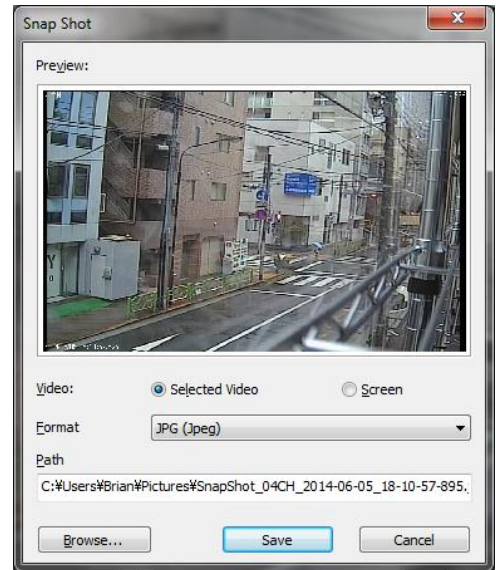 Snap Shot
Preview:
Video:
Selected Video
Screen
Format
JPG (Jpeg)
Path
C:¥Users¥Brian¥Pictures¥SnapShot_04CH_2014-06-05_18-10-57-895.
Browse...
Save
Cancel